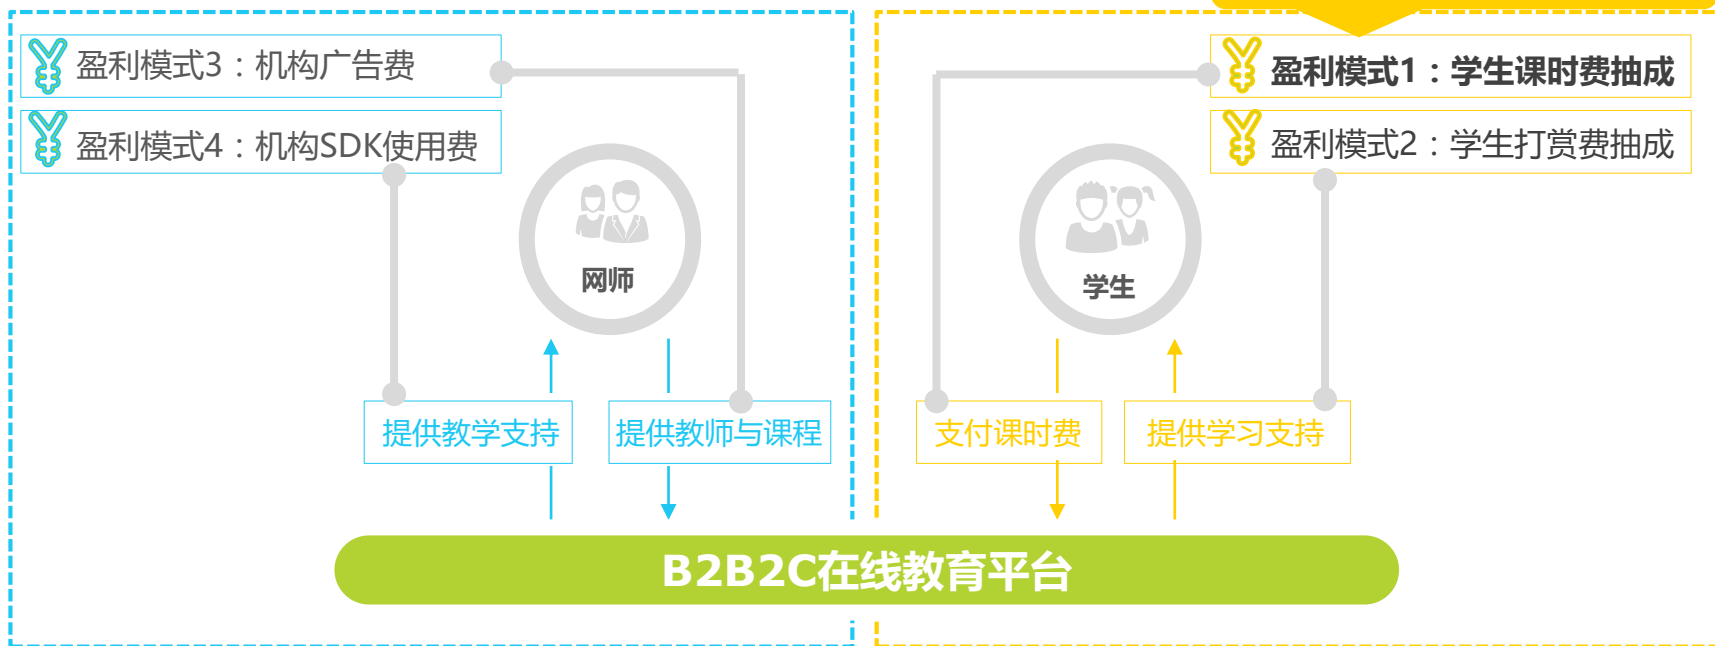 盈利模式3：机构广告费
盈利模式4：机构SDK使用费
网师
提供教学支持
提供教师与课程
盈利模式1：学生课时费抽成
盈利模式2：学生打赏费抽成
学生
支付课时费
提供学习支持
B2B2C在线教育平台